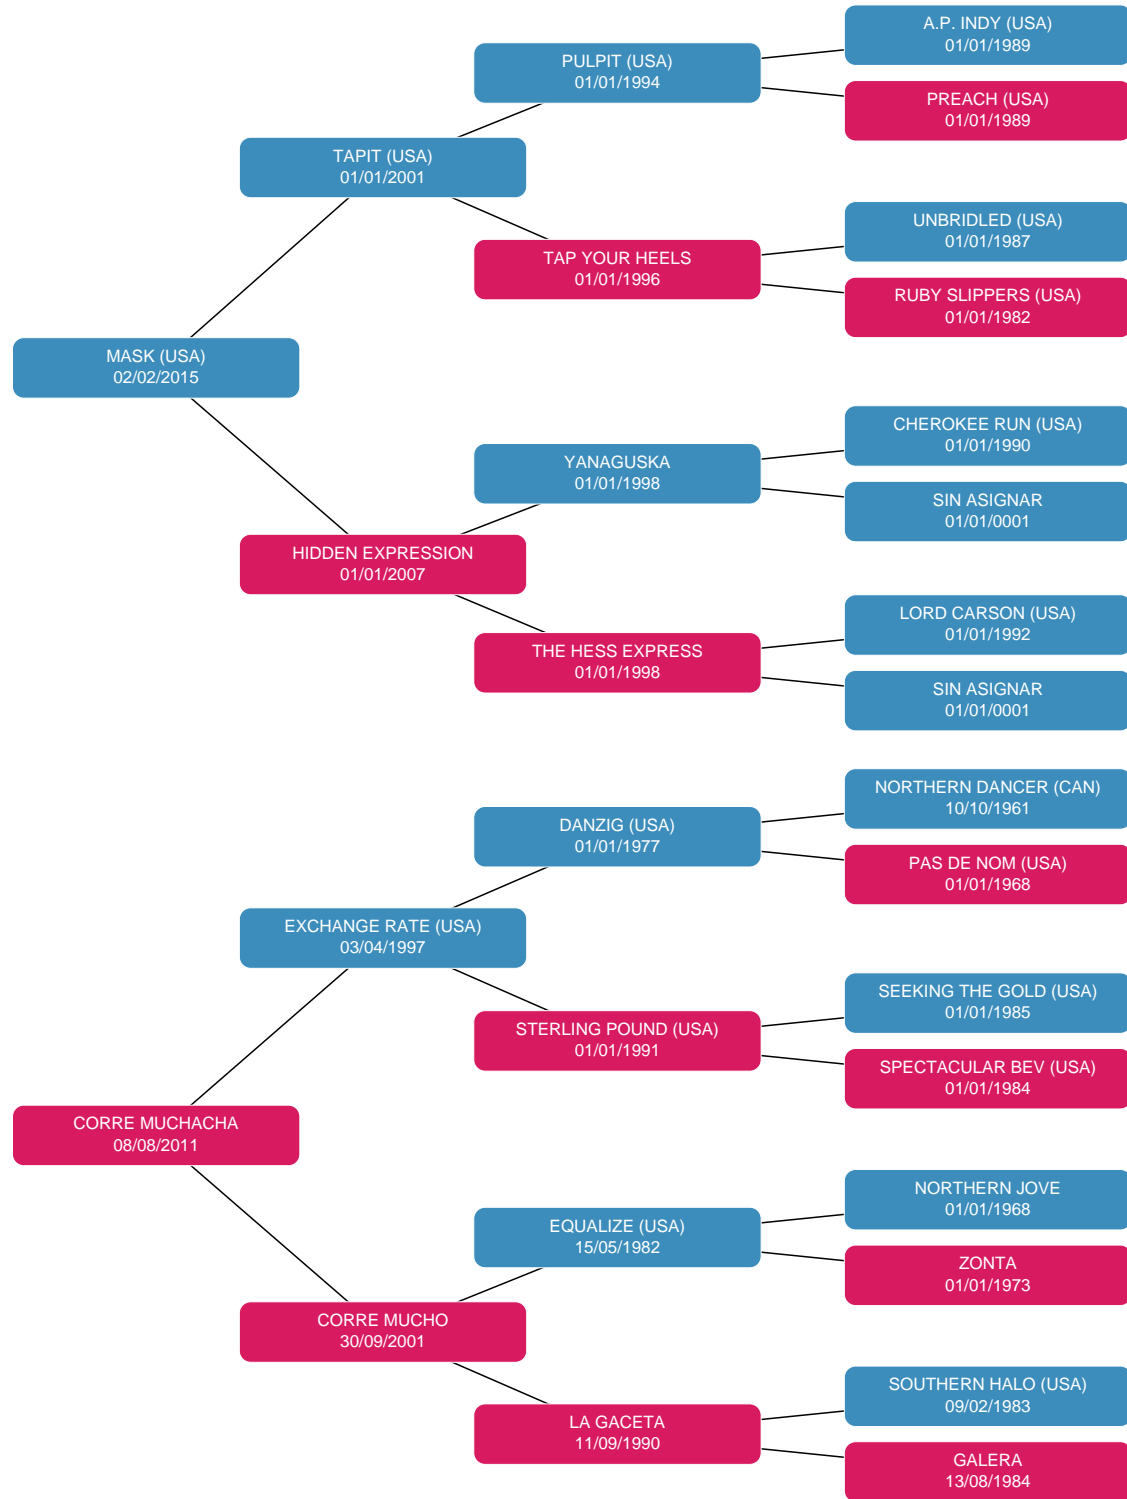 A.P. INDY (USA)
01/01/1989
PULPIT (USA)
01/01/1994
PREACH (USA)
01/01/1989
TAPIT (USA)
01/01/2001
UNBRIDLED (USA)
01/01/1987
TAP YOUR HEELS
01/01/1996
RUBY SLIPPERS (USA)
01/01/1982
MASK (USA)
02/02/2015
CHEROKEE RUN (USA)
01/01/1990
YANAGUSKA
01/01/1998
SIN ASIGNAR
01/01/0001
HIDDEN EXPRESSION
01/01/2007
LORD CARSON (USA)
01/01/1992
THE HESS EXPRESS
01/01/1998
SIN ASIGNAR
01/01/0001
NORTHERN DANCER (CAN)
10/10/1961
DANZIG (USA)
01/01/1977
PAS DE NOM (USA)
01/01/1968
EXCHANGE RATE (USA)
03/04/1997
SEEKING THE GOLD (USA)
01/01/1985
STERLING POUND (USA)
01/01/1991
SPECTACULAR BEV (USA)
01/01/1984
CORRE MUCHACHA
08/08/2011
NORTHERN JOVE
01/01/1968
EQUALIZE (USA)
15/05/1982
ZONTA
01/01/1973
CORRE MUCHO
30/09/2001
SOUTHERN HALO (USA)
09/02/1983
LA GACETA
11/09/1990
GALERA
13/08/1984